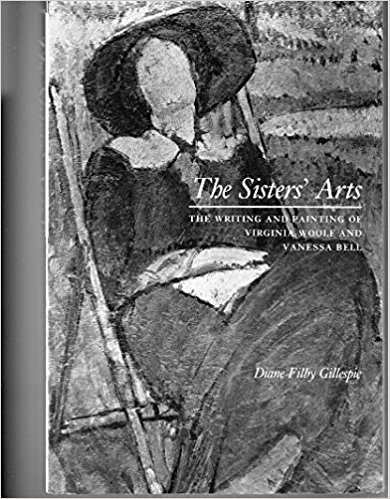 The Sisters' Arts
THE WRITING AND PAINTING OF
VIRGINIA WOOLF AND
VANESSA BELL
Diane Filby Gillespie